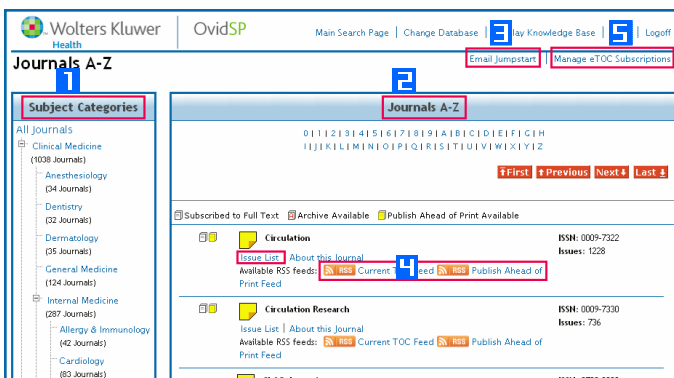 Wolters Kluwer
Health
OvidSP
Main Search Page | Change Database | lay Knowledge Base | | Logoff
3
5
Journals A-Z
Email Jumpstart | Manage eTOC Subscriptions
1
2
Subject Categories
All Journals
Clinical Medicine
(1038 Journals)
Anesthesiology
(34 Journals)
Dentistry
(32 Journals)
Dermatology
(35 Journals)
General Medicine
(124 Journals)
Internal Medicine
(287 Journals)
Allergy & Immunology
(42 Journals)
Cardiology
(83 Journals)
Journals A-Z
0|1|2|3|4|5|6|7|8|9|A|B|C|D|E|F|G|H
I|J|K|L|M|N|O|P|Q|R|S|T|U|V|W|X|Y|Z
First Previous Next Last
Subscribed to Full Text Archive Available Publish Ahead of Print Available
Circulation ISSN: 0009-7322
Issue List | About this Journal Issues: 1228
4
Available RSS feeds: RSS Current TOC Feed RSS Publish Ahead of
Print Feed
Circulation Research ISSN: 0009-7330
Issue List | About this Journal Issues: 736
Available RSS feeds: RSS Current TOC Feed RSS Publish Ahead of
Print Feed